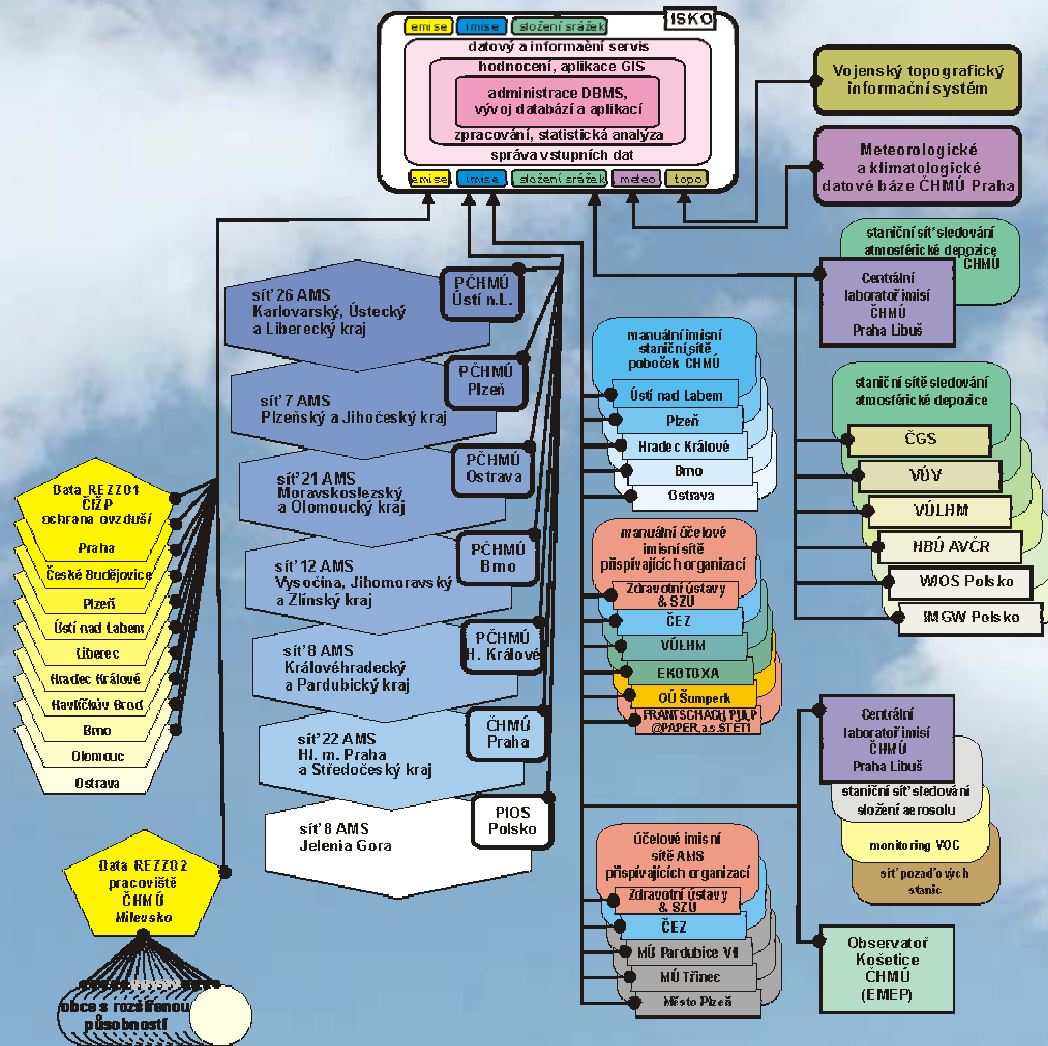 ISKO
emise imise složení srážek
datový a informační servis
hodnocení, aplikace GIS
administrace DBMS,
vývoj databází a aplikací
zpracování, statistická analýza
správa vstupních dat
emise imise složení srážek meteo topo
Vojenský topografický
informační systém
Meteorologické
a klimatologické
datové báze ČHMÚ Praha
staniční síť sledování
atmosférické depozice
ČHMÚ
Centrální
laboratoř imisí
ČHMÚ
Praha Libuš
síť 26 AMS
Karlovarský, Ústecký
a Liberecký kraj
PČHMÚ
Ústí n.L.
síť 7 AMS
Plzeňský a Jihočeský kraj
PČHMÚ
Plzeň
síť 21 AMS
Moravskoslezský
a Olomoucký kraj
PČHMÚ
Ostrava
síť 12 AMS
Vysočina, Jihomoravský
a Zlínský kraj
PČHMÚ
Brno
síť 8 AMS
Královéhradecký
a Pardubický kraj
PČHMÚ
H. Králové
síť 22 AMS
Hl. m. Praha
a Středočeský kraj
ČHMÚ
Praha
síť 8 AMS
Jelenia Gora
PIOS
Polsko
manuální imisní
staniční sítě
poboček ČHMÚ
Ústí nad Labem
Plzeň
Hradec Králové
Brno
Ostrava
manuální účelové
imisní sítě
přispívajících organizací
Zdravotní ústavy
& SZU
ČEZ
VÚLHM
EKOTOXA
OÚ Šumperk
FRANTSCHACH PULP
@PAPER, a.s ŠTĚTÍ
účelové imisní
sítě AMS
přispívajících organizací
Zdravotní ústavy
& SZU
ČEZ
MÚ Pardubice VII
MÚ Třinec
Město Plzeň
staniční sítě sledování
atmosférické depozice
ČGS
VÚV
VÚLHM
HBÚ AVČR
WIOS Polsko
IMGW Polsko
Centrální
laboratoř imisí
ČHMÚ
Praha Libuš
staniční síť sledování
složení aerosolu
monitoring VOC
síť pozaďových
stanic
Observatoř
Košetice
ČHMÚ
(EMEP)
Data REZZO1
ČIŽP
ochrana ovzduší
Praha
České Budějovice
Plzeň
Ústí nad Labem
Liberec
Hradec Králové
Havlíčkův Brod
Brno
Olomouc
Ostrava
Data REZZO2
pracoviště
ČHMÚ
Milevsko
obce s rozšířenou
působností